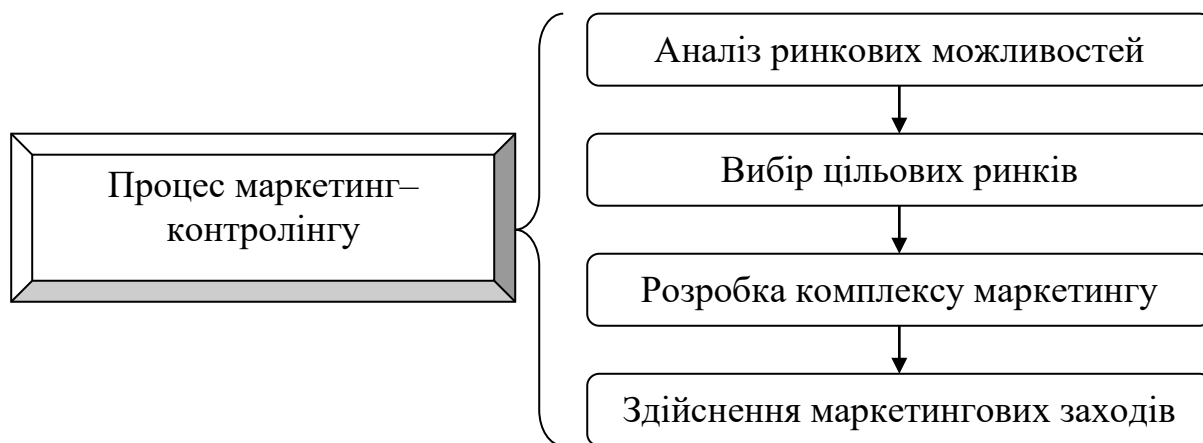 Аналіз ринкових можливостей
Процес маркетинг–
контролінгу
Вибір цільових ринків
Розробка комплексу маркетингу
Здійснення маркетингових заходів